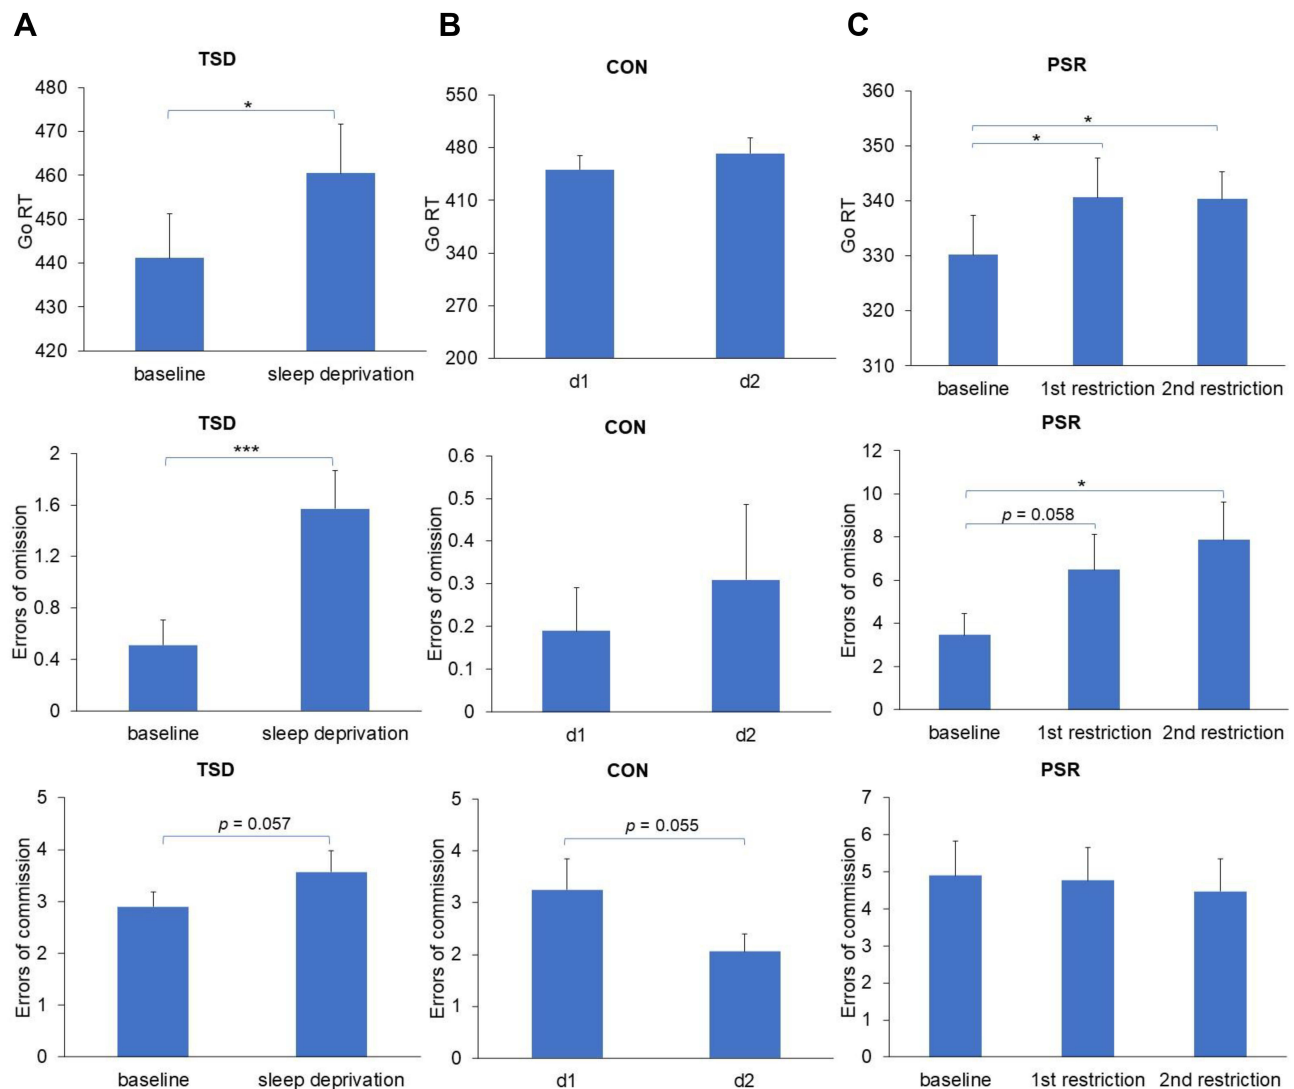 A
B
C
TSD
Go RT
480
470
460
450
440
430
420
*
baseline
sleep deprivation
CON
Go RT
550
480
410
340
270
200
d1
d2
PSR
Go RT
360
350
340
330
320
310
*
*
baseline
1st restriction
2nd restriction
TSD
Errors of omission
2
1.6
1.2
0.8
0.4
0
***
baseline
sleep deprivation
CON
Errors of omission
0.6
0.5
0.4
0.3
0.2
0.1
0
d1
d2
PSR
Errors of omission
12
10
8
6
4
2
0
*
p = 0.058
baseline
1st restriction
2nd restriction
TSD
Errors of commission
5
4
3
2
1
0
p = 0.057
baseline
sleep deprivation
CON
Errors of commission
5
4
3
2
1
0
p = 0.055
d1
d2
PSR
Errors of commission
7
6
5
4
3
2
1
0
baseline
1st restriction
2nd restriction